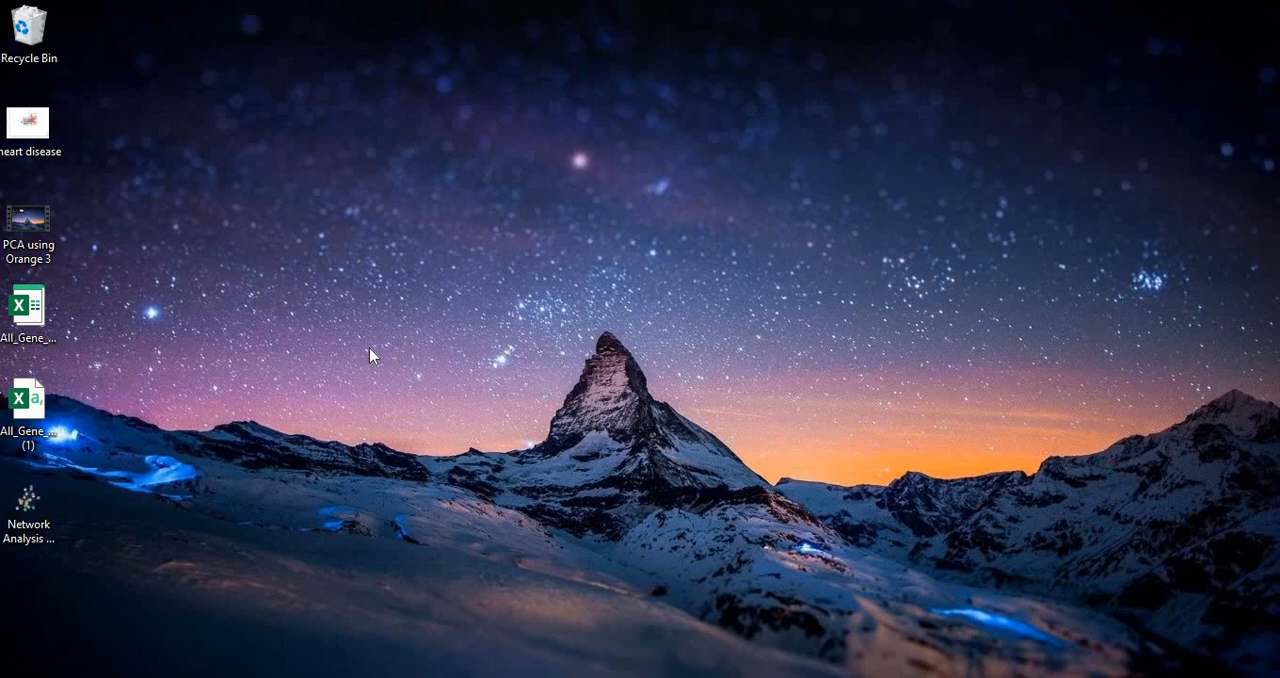 Recycle Bin
heart disease
PCA using
Orange 3
All_Gene_...
All_Gene_...
(1)
Network
Analysis ...